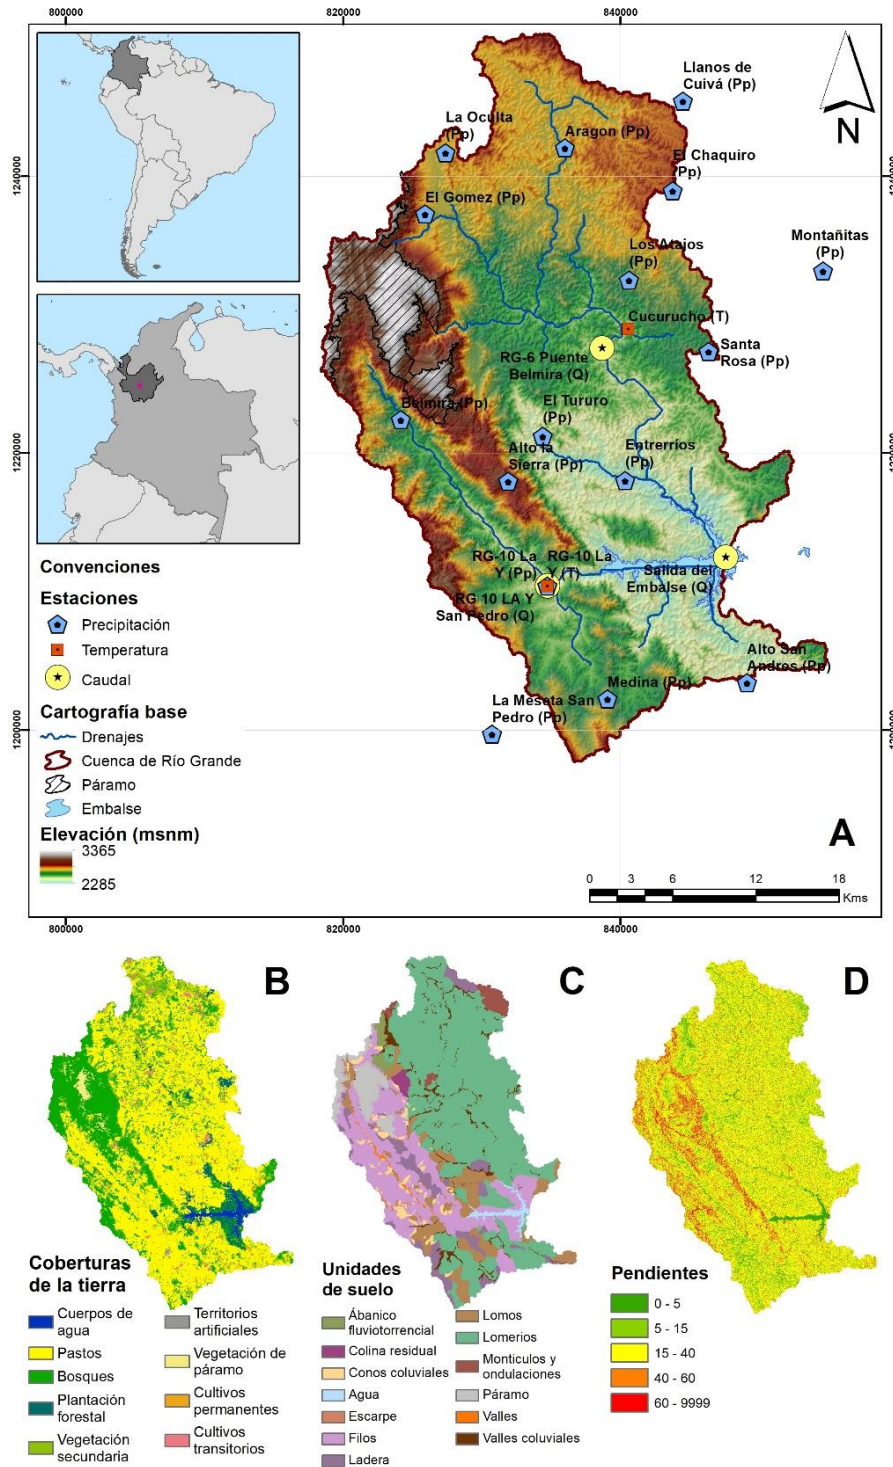 800000
820000
840000
Llanos de
Cuivá (Pp)
N
La Oculta
(Pp)
Aragon (Pp)
El Chaquiro
(Pp)
1240000
1240000
El Gomez (Pp)
Montañitas
(Pp)
Los Atajos
(Pp)
Cucurucho (T)
Santa
Rosa (Pp)
RG-6 Puente
Belmira (Q)
Belmira (Pp)
El Tururo
(Pp)
1220000
1220000
Alto la
Sierra (Pp)
Entrerríos
(Pp)
RG-10 La
Y (Pp)
RG-10 La
Y (T)
Salida del
Embalse (Q)
RG 10 LA Y
San Pedro (Q)
Alto San
Andros (Pp)
Medina (Pp)
La Meseta San
Pedro (Pp)
1200000
1200000
Convenciones
Estaciones
Precipitación
Temperatura
Caudal
Cartografía base
Drenajes
Cuenca de Río Grande
Páramo
Embalse
Elevación (msnm)
3365
2285
A
0 3 6 12 18
Kms
800000
820000
840000
B
C
D
Coberturas
de la tierra
Cuerpos de
agua
Pastos
Bosques
Plantación
forestal
Vegetación
secundaria
Territorios
artificiales
Vegetación de
páramo
Cultivos
permanentes
Cultivos
transitorios
Unidades
de suelo
Ábanico
fluviotorrencial
Colina residual
Conos coluviales
Agua
Escarpe
Filos
Ladera
Lomos
Lomerios
Monticulos y
ondulaciones
Páramo
Valles
Valles coluviales
Pendientes
0 - 5
5 - 15
15 - 40
40 - 60
60 - 9999